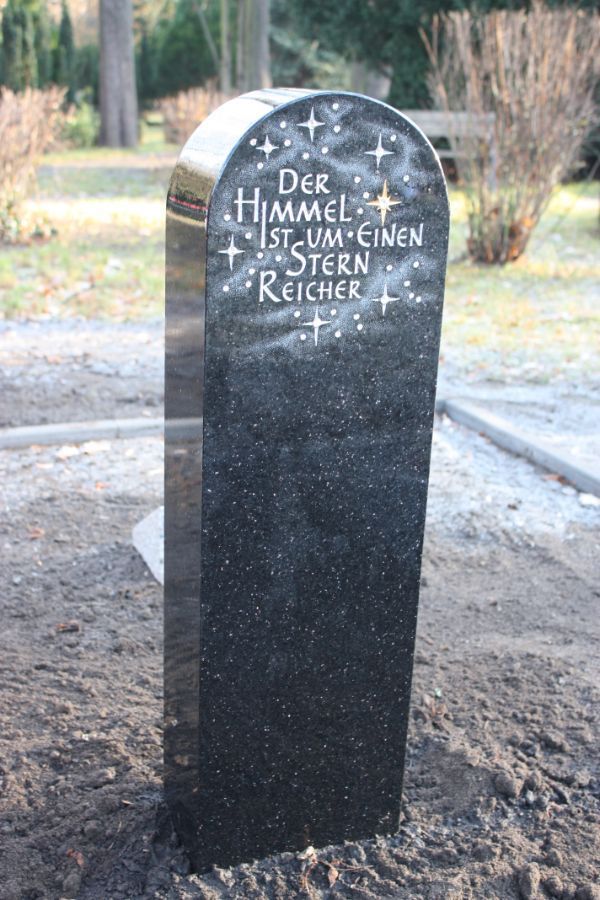 Der
Himmel
Ist um Einen
Stern
Reicher